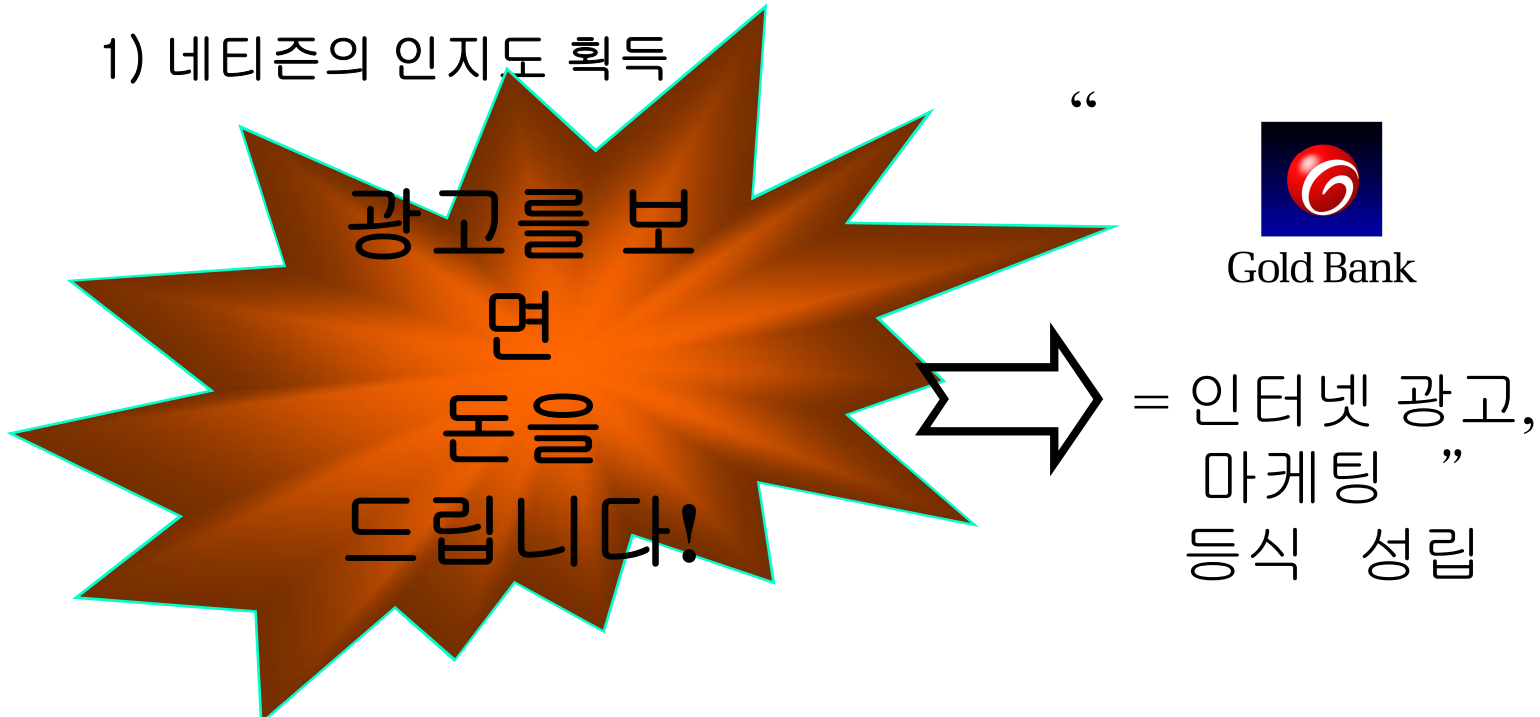 1) 네티즌의 인지도 획득
광고를 보
면
돈을
드립니다!
“
Gold Bank
= 인터넷 광고,
마케팅 ”
등식 성립